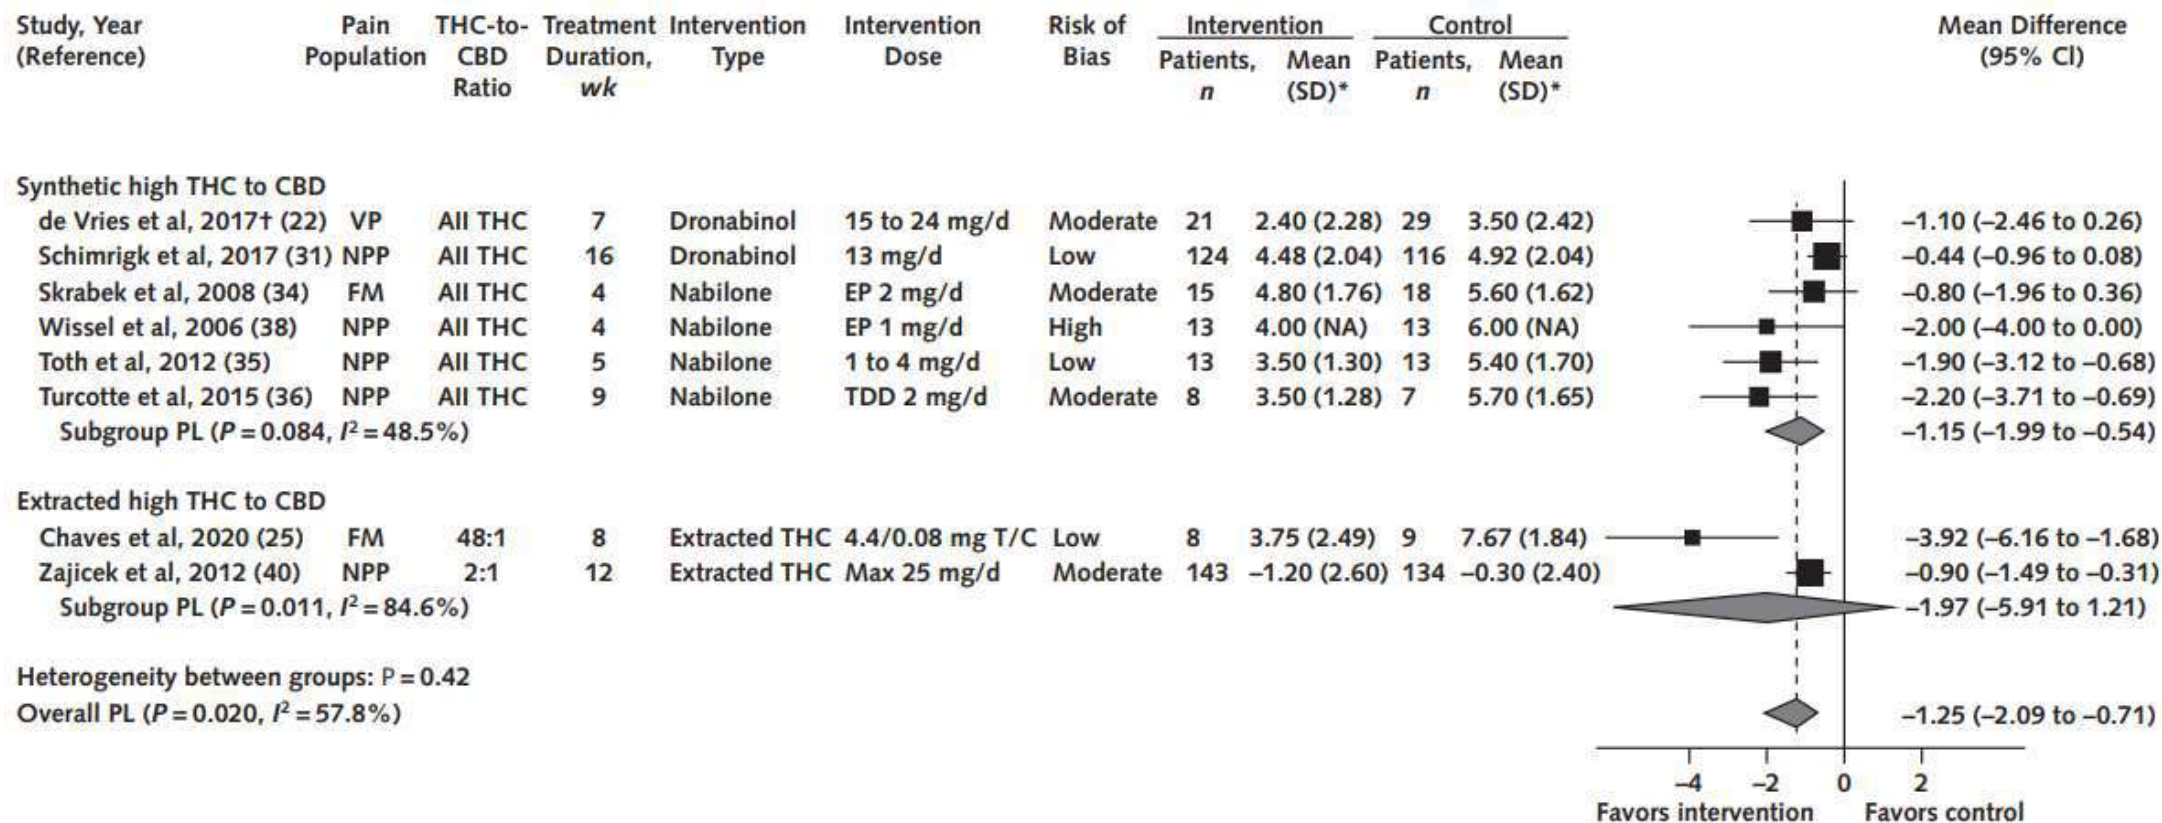 Study, Year Pain THC-to- Treatment Intervention Intervention Risk of Intervention Control Mean Difference
(Reference) Population CBD Duration, Type Dose Bias Patients, Mean Patients, Mean (95% CI)
Ratio wk n (SD)* n (SD)*
Synthetic high THC to CBD
de Vries et al, 2017† (22) VP All THC 7 Dronabinol 15 to 24 mg/d Moderate 21 2.40 (2.28) 29 3.50 (2.42) –1.10 (–2.46 to 0.26)
Schimrigk et al, 2017 (31) NPP All THC 16 Dronabinol 13 mg/d Low 124 4.48 (2.04) 116 4.92 (2.04) –0.44 (–0.96 to 0.08)
Skrabek et al, 2008 (34) FM All THC 4 Nabilone EP 2 mg/d Moderate 15 4.80 (1.76) 18 5.60 (1.62) –0.80 (–1.96 to 0.36)
Wissel et al, 2006 (38) NPP All THC 4 Nabilone EP 1 mg/d High 13 4.00 (NA) 13 6.00 (NA) –2.00 (–4.00 to 0.00)
Toth et al, 2012 (35) NPP All THC 5 Nabilone 1 to 4 mg/d Low 13 3.50 (1.30) 13 5.40 (1.70) –1.90 (–3.12 to –0.68)
Turcotte et al, 2015 (36) NPP All THC 9 Nabilone TDD 2 mg/d Moderate 8 3.50 (1.28) 7 5.70 (1.65) –2.20 (–3.71 to –0.69)
Subgroup PL (P = 0.084, I² = 48.5%) –1.15 (–1.99 to –0.54)
Extracted high THC to CBD
Chaves et al, 2020 (25) FM 48:1 8 Extracted THC 4.4/0.08 mg T/C Low 8 3.75 (2.49) 9 7.67 (1.84) –3.92 (–6.16 to –1.68)
Zajicek et al, 2012 (40) NPP 2:1 12 Extracted THC Max 25 mg/d Moderate 143 –1.20 (2.60) 134 –0.30 (2.40) –0.90 (–1.49 to –0.31)
Subgroup PL (P = 0.011, I² = 84.6%) –1.97 (–5.91 to 1.21)
Heterogeneity between groups: P = 0.42
Overall PL (P = 0.020, I² = 57.8%) –1.25 (–2.09 to –0.71)
–4 –2 0 2
Favors intervention Favors control